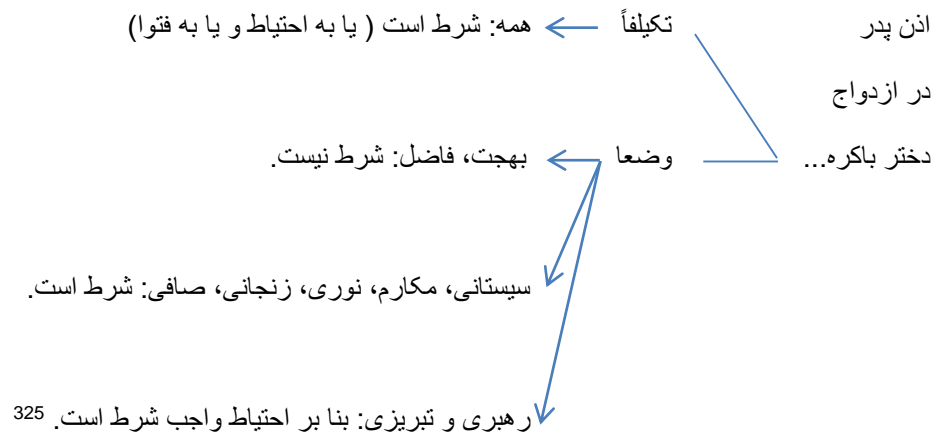 اذن پدر تکیلفاً همه: شرط است ( یا به احتیاط و یا به فتوا)
در ازدواج
دختر باکره... وضعا بهجت، فاضل: شرط نیست.
سیستانی، مکارم، نوری، زنجانی، صافی: شرط است.
رهبری و تبریزی: بنا بر احتیاط واجب شرط است. 325